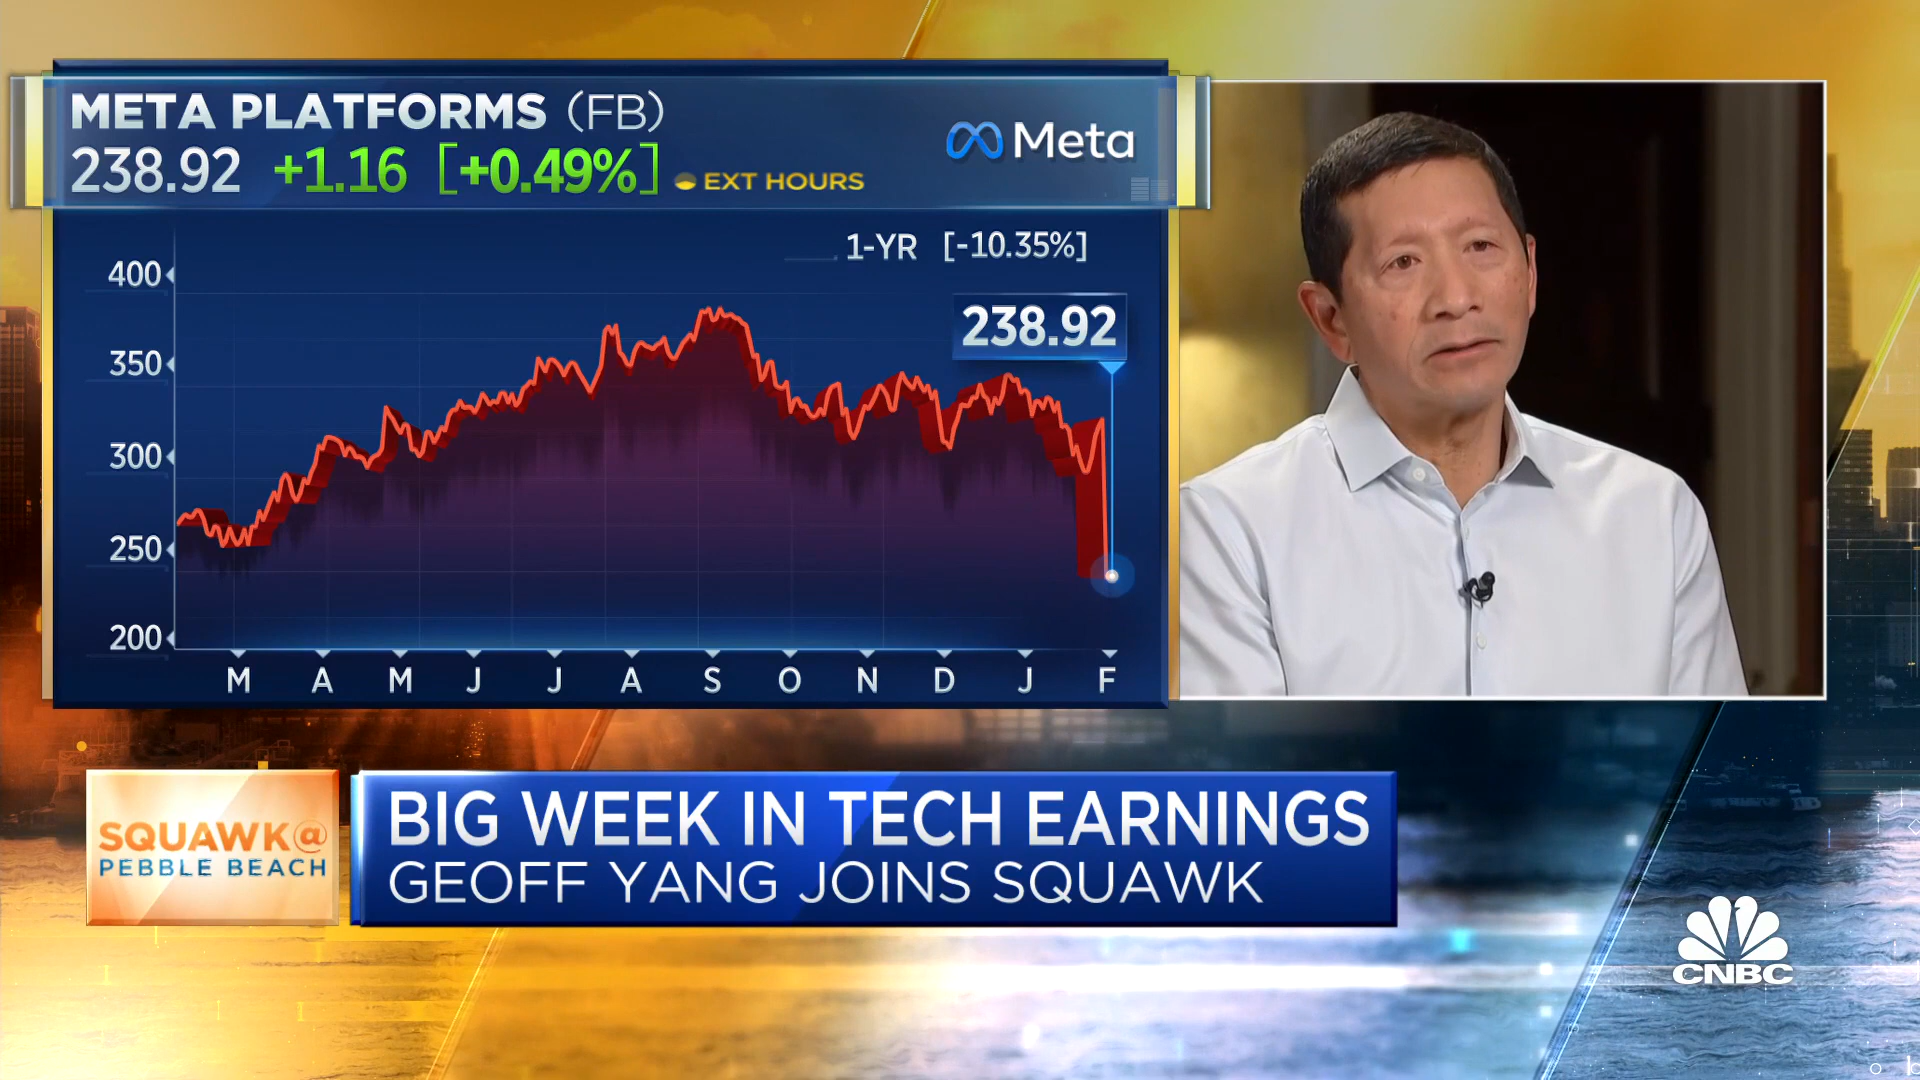 META PLATFORMS (FB)
238.92 +1.16 [+0.49%] EXT HOURS
Meta
1-YR [-10.35%]
238.92
400
350
300
250
200
M A M J J A S O N D J F
SQUAWK@
PEBBLE BEACH
BIG WEEK IN TECH EARNINGS
GEOFF YANG JOINS SQUAWK
CNBC